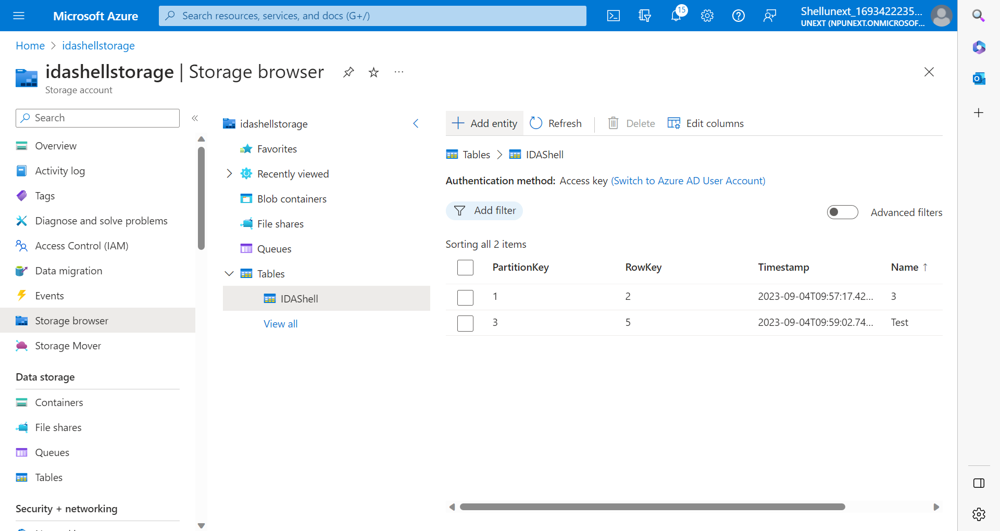 Microsoft Azure
Search resources, services, and docs (G+/)
15
Shellunext_1693422235...
UNEXT (NPUNEXT.ONMICROSOF...
Home > idashellstorage
idashellstorage | Storage browser
Storage account
Search
Overview
Activity log
Tags
Diagnose and solve problems
Access Control (IAM)
Data migration
Events
Storage browser
Storage Mover
Data storage
Containers
File shares
Queues
Tables
Security + networking
idashellstorage
Favorites
Recently viewed
Blob containers
File shares
Queues
Tables
IDAShell
View all
Add entity Refresh Delete Edit columns
Tables > IDAShell
Authentication method: Access key (Switch to Azure AD User Account)
Add filter
Advanced filters
Sorting all 2 items
PartitionKey RowKey Timestamp Name ↑
1 2 2023-09-04T09:57:17.42... 3
3 5 2023-09-04T09:59:02.74... Test